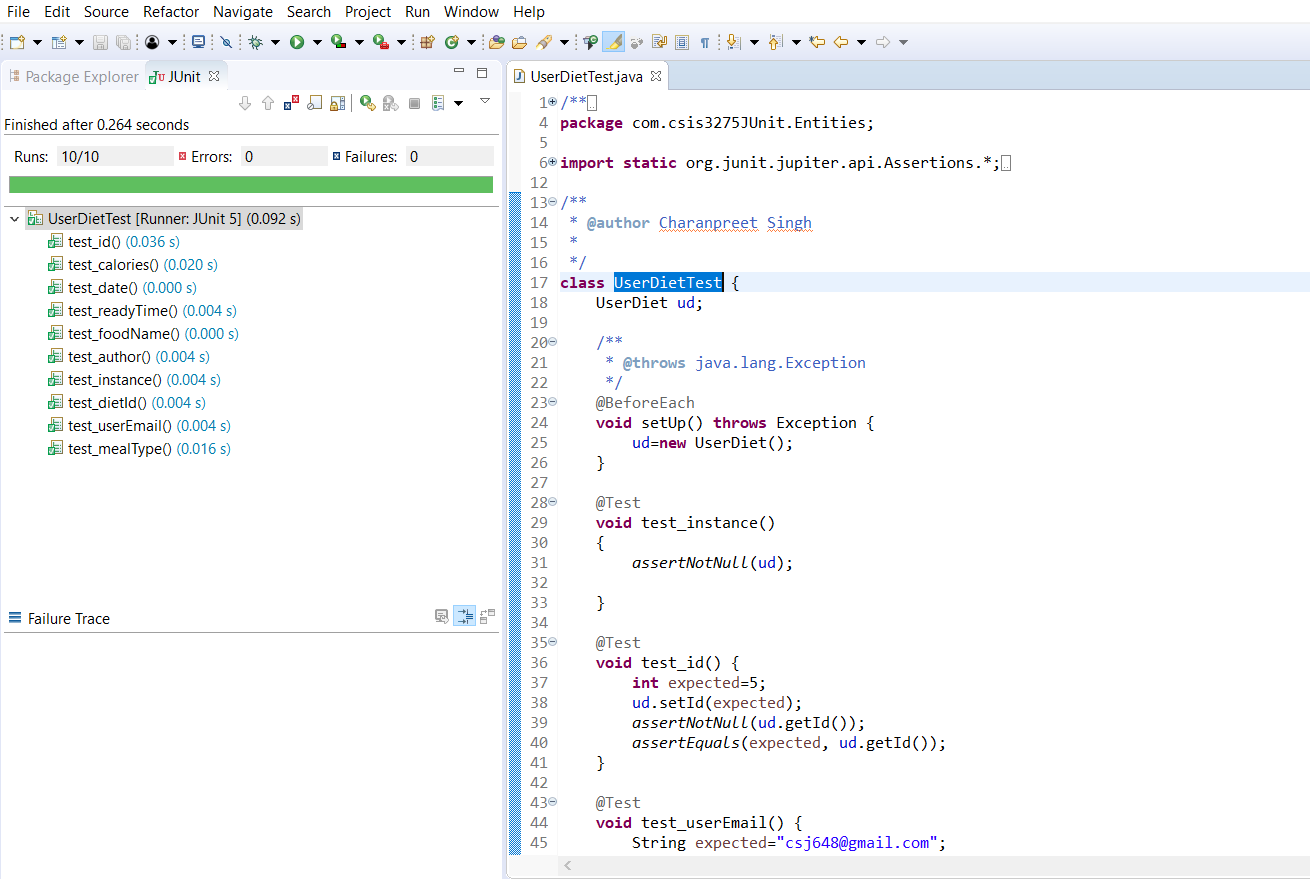 File Edit Source Refactor Navigate Search Project Run Window Help
Package Explorer JUnit
Finished after 0.264 seconds
Runs: 10/10 Errors: 0 Failures: 0
UserDietTest [Runner: JUnit 5] (0.092 s)
test_id() (0.036 s)
test_calories() (0.020 s)
test_date() (0.000 s)
test_readyTime() (0.004 s)
test_foodName() (0.000 s)
test_author() (0.004 s)
test_instance() (0.004 s)
test_dietId() (0.004 s)
test_userEmail() (0.004 s)
test_mealType() (0.016 s)
Failure Trace
UserDietTest.java
1 /**
4 package com.csis3275JUnit.Entities;
5
6 import static org.junit.jupiter.api.Assertions.*;
12
13 /**
14 * @author Charanpreet Singh
15 *
16 */
17 class UserDietTest {
18 UserDiet ud;
19
20 /**
21 * @throws java.lang.Exception
22 */
23 @BeforeEach
24 void setUp() throws Exception {
25 ud=new UserDiet();
26 }
27
28 @Test
29 void test_instance()
30 {
31 assertNotNull(ud);
32
33 }
34
35 @Test
36 void test_id() {
37 int expected=5;
38 ud.setId(expected);
39 assertNotNull(ud.getId());
40 assertEquals(expected, ud.getId());
41 }
42
43 @Test
44 void test_userEmail() {
45 String expected="csj648@gmail.com";